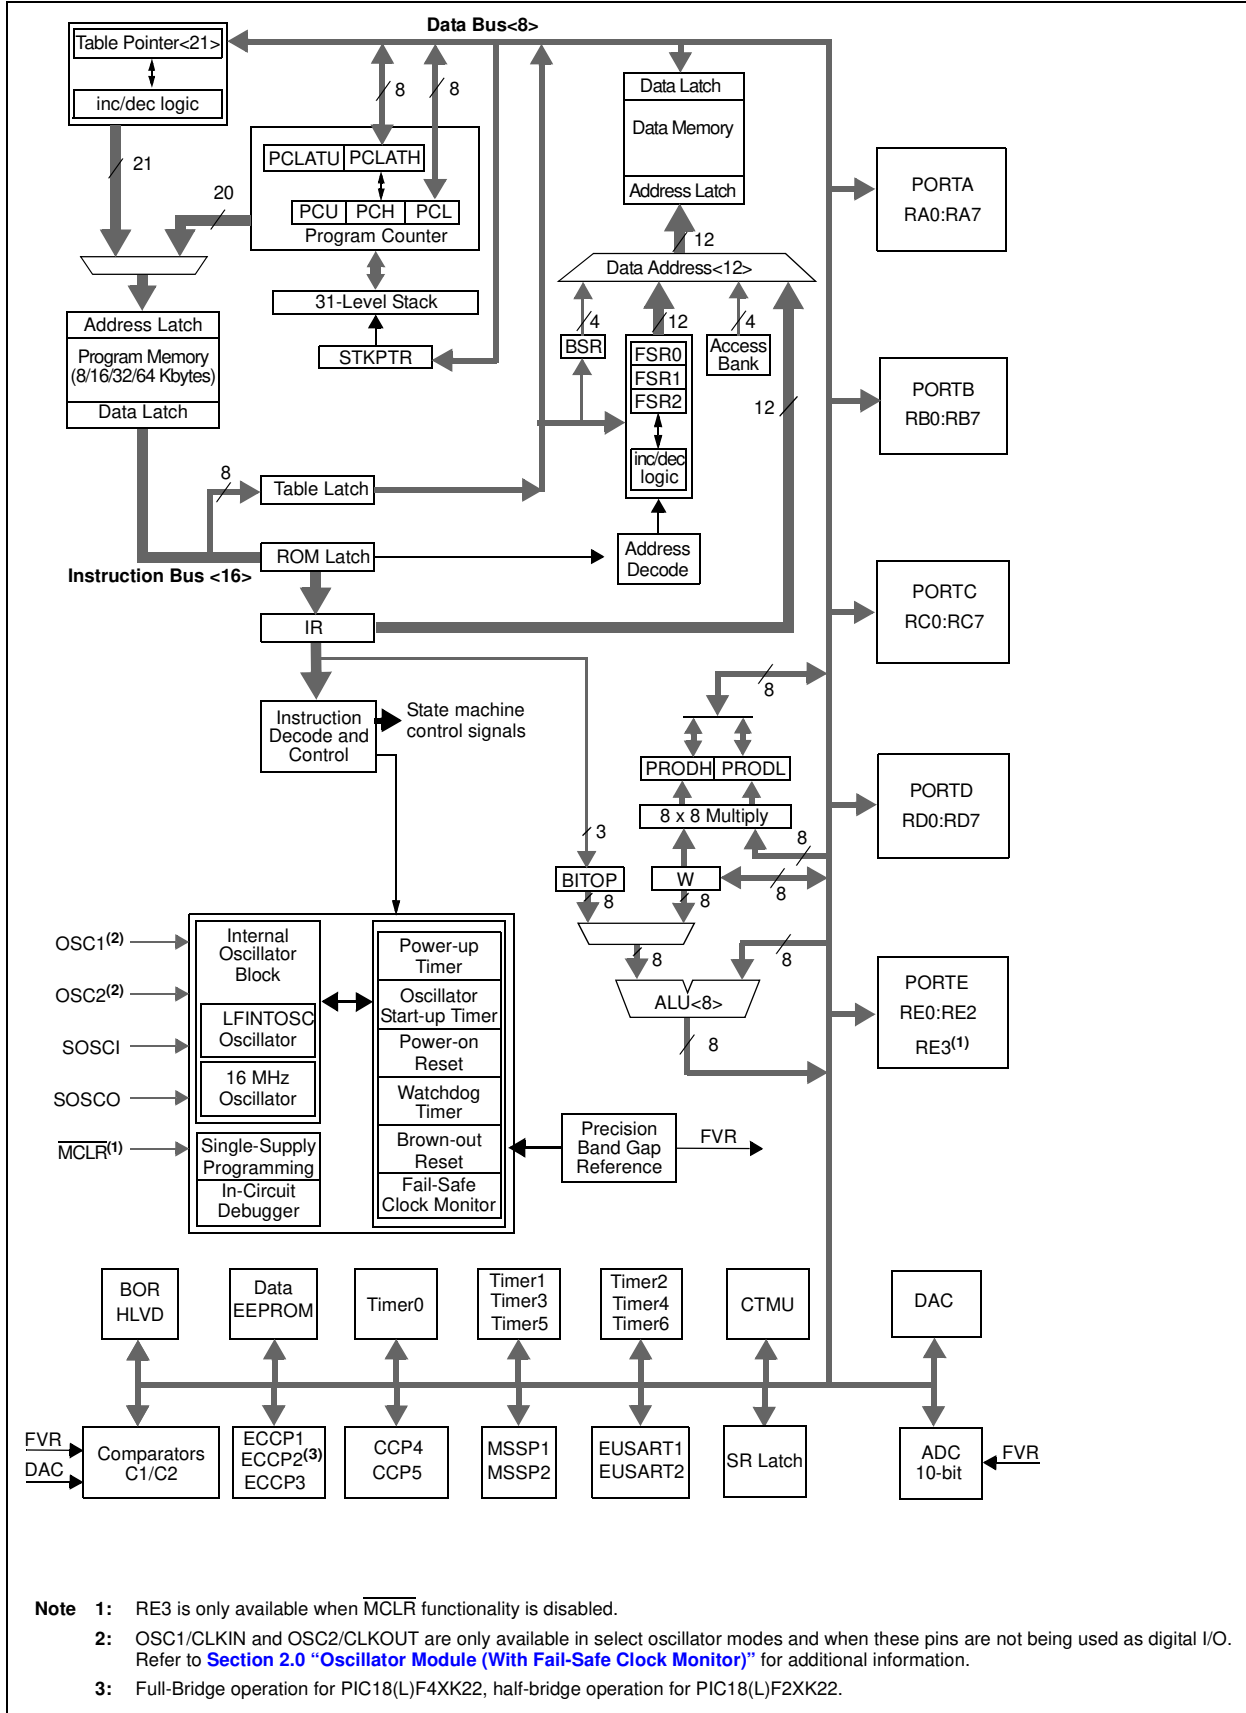 Data Bus<8>
Table Pointer<21>
inc/dec logic
21
20
8
8
PCLATU PCLATH
PCU PCH PCL
Program Counter
31-Level Stack
STKPTR
Address Latch
Program Memory
(8/16/32/64 Kbytes)
Data Latch
8
Table Latch
ROM Latch
Instruction Bus <16>
IR
Instruction
Decode and
Control
State machine
control signals
Data Latch
Data Memory
Address Latch
12
Data Address<12>
4
12
4
BSR
FSR0
FSR1
FSR2
inc/dec
logic
Access
Bank
12
Address
Decode
8
PRODH PRODL
8 x 8 Multiply
3
8
BITOP
W
8
8
8
8
8
ALU<8>
8
PORTA
RA0:RA7
PORTB
RB0:RB7
PORTC
RC0:RC7
PORTD
RD0:RD7
PORTE
RE0:RE2
RE3(1)
OSC1(2)
OSC2(2)
SOSCI
SOSCO
MCLR(1)
Internal
Oscillator
Block
LFINTOSC
Oscillator
16 MHz
Oscillator
Single-Supply
Programming
In-Circuit
Debugger
Power-up
Timer
Oscillator
Start-up Timer
Power-on
Reset
Watchdog
Timer
Brown-out
Reset
Fail-Safe
Clock Monitor
Precision
Band Gap
Reference
FVR
BOR
HLVD
Data
EEPROM
Timer0
Timer1
Timer3
Timer5
Timer2
Timer4
Timer6
CTMU
DAC
FVR
DAC
Comparators
C1/C2
ECCP1
ECCP2(3)
ECCP3
CCP4
CCP5
MSSP1
MSSP2
EUSART1
EUSART2
SR Latch
ADC
10-bit
FVR
Note 1: RE3 is only available when MCLR functionality is disabled.
2: OSC1/CLKIN and OSC2/CLKOUT are only available in select oscillator modes and when these pins are not being used as digital I/O.
Refer to Section 2.0 “Oscillator Module (With Fail-Safe Clock Monitor)” for additional information.
3: Full-Bridge operation for PIC18(L)F4XK22, half-bridge operation for PIC18(L)F2XK22.